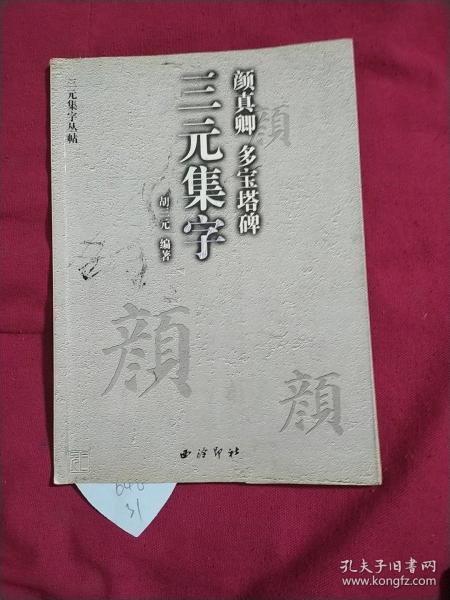 颜真卿 多宝塔碑
三元集字
胡三元 编著
三元集字丛帖
顔
顔
顔
西泠印社
31
孔夫子旧书网
www.kongfz.com